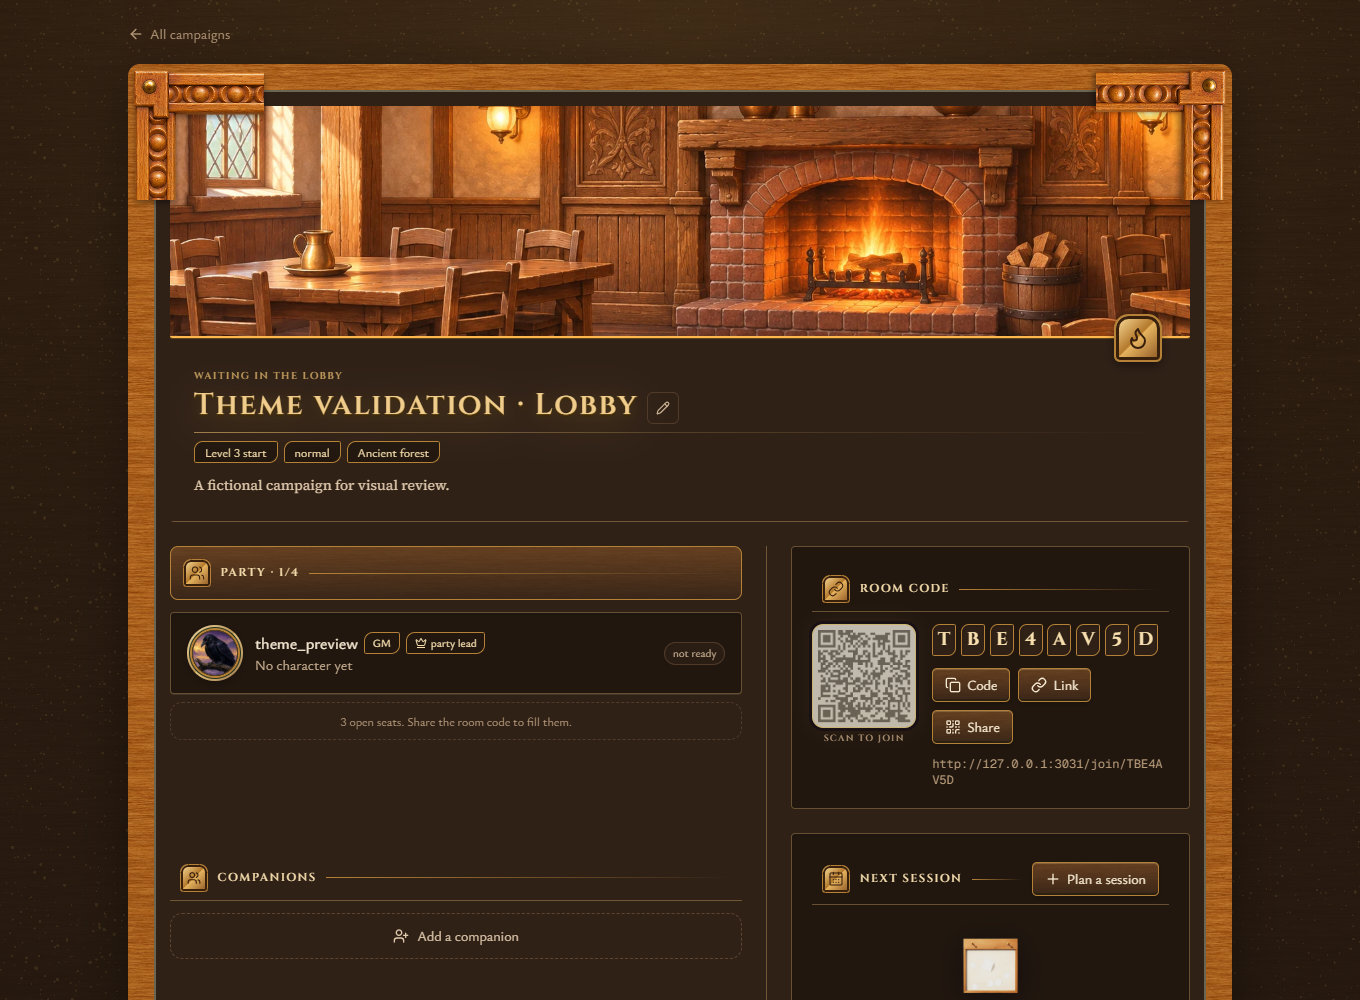 All campaigns
WAITING IN THE LOBBY
THEME VALIDATION · LOBBY
Level 3 start
normal
Ancient forest
A fictional campaign for visual review.
PARTY · 1/4
theme_preview
GM
party lead
No character yet
not ready
3 open seats. Share the room code to fill them.
COMPANIONS
Add a companion
ROOM CODE
TBE4AV5D
Code
Link
Share
SCAN TO JOIN
http://127.0.0.1:3031/join/TBE4A
V5D
NEXT SESSION
Plan a session